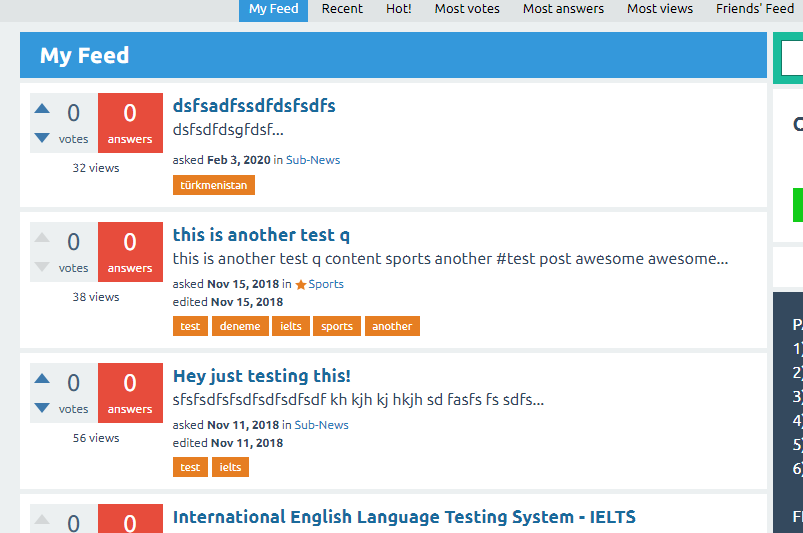 My Feed Recent Hot! Most votes Most answers Most views Friends' Feed
My Feed
0 votes
0 answers
32 views
dsfsadfssdfdsfsdfs
dsfsdfdsgfdsf...
asked Feb 3, 2020 in Sub-News
türkmenistan
0 votes
0 answers
38 views
this is another test q
this is another test q content sports another #test post awesome awesome...
asked Nov 15, 2018 in Sports
edited Nov 15, 2018
test deneme ielts sports another
0 votes
0 answers
56 views
Hey just testing this!
sfsfsdfsfsdfsdfsdfsdf kh kjh kj hkjh sd fasfs fs sdfs...
asked Nov 11, 2018 in Sub-News
edited Nov 11, 2018
test ielts
0
0
International English Language Testing System - IELTS
1)
2)
3)
4)
5)
6)